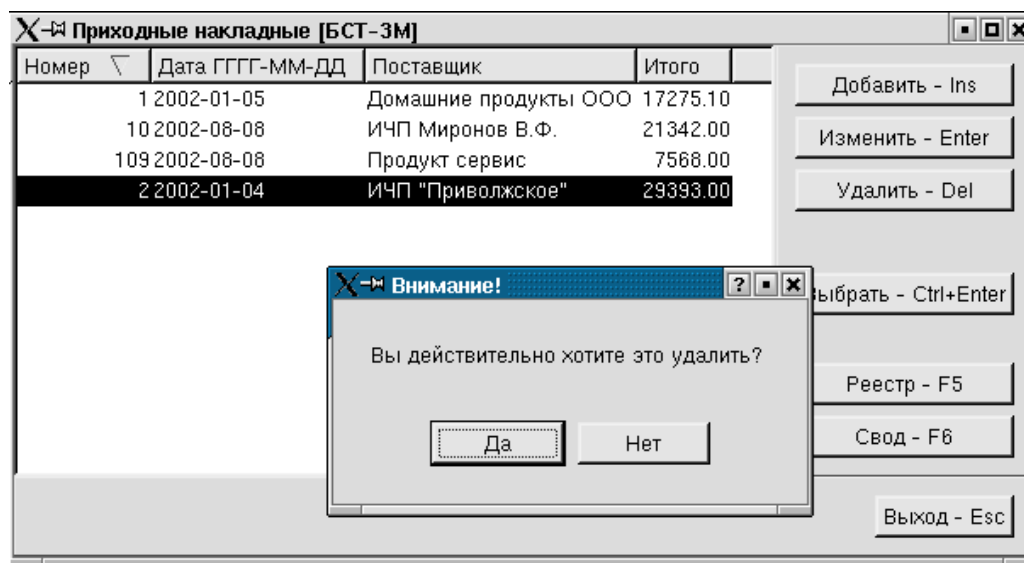 Приходные накладные [БСТ-3М]
Номер Дата ГГГГ-ММ-ДД Поставщик Итого
1 2002-01-05 Домашние продукты ООО 17275.10
10 2002-08-08 ИЧП Миронов В.Ф. 21342.00
109 2002-08-08 Продукт сервис 7568.00
2 2002-01-04 ИЧП "Приволжское" 29393.00
Добавить - Ins
Изменить - Enter
Удалить - Del
Внимание!
Вы действительно хотите это удалить?
Да Нет
ыбрать - Ctrl+Enter
Реестр - F5
Свод - F6
Выход - Esc